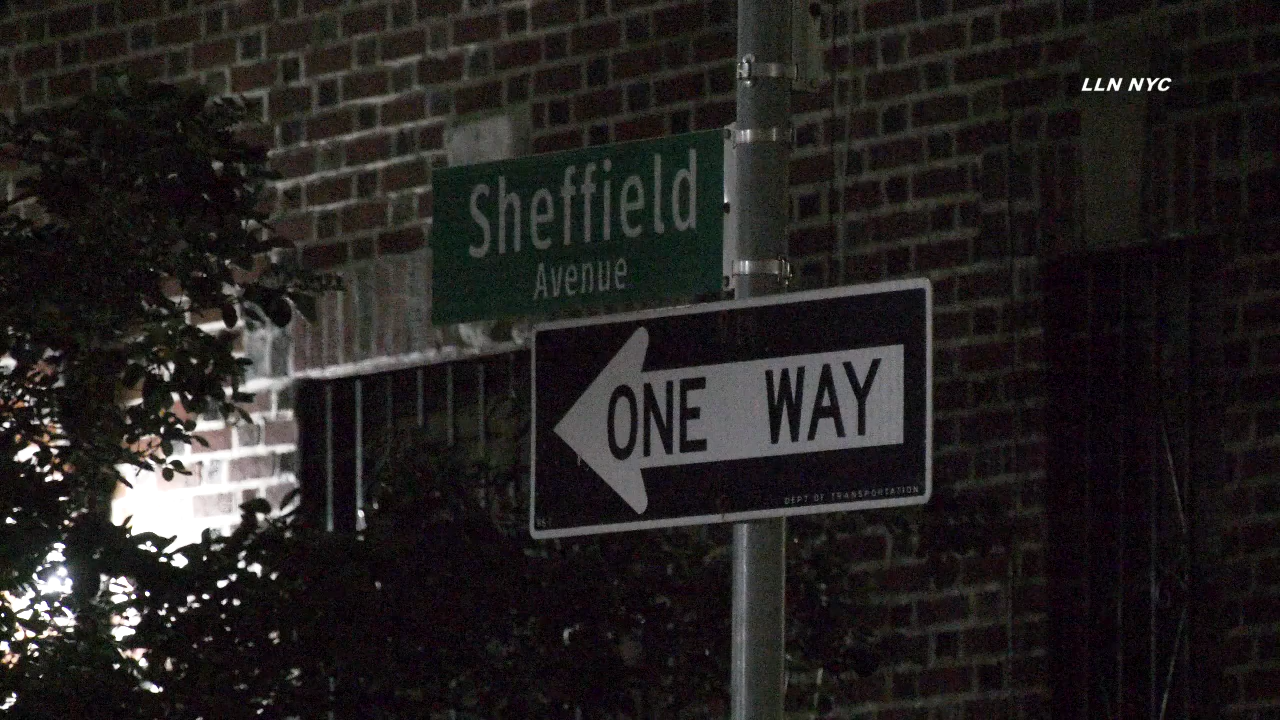 LLN NYC
Sheffield
Avenue
ONE WAY
DEPT OF TRANSPORTATION